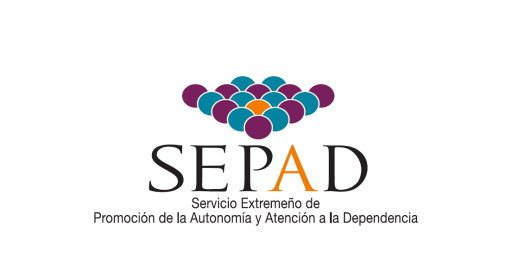 SEPAD
Servicio Extremeño de
Promoción de la Autonomía y Atención a la Dependencia